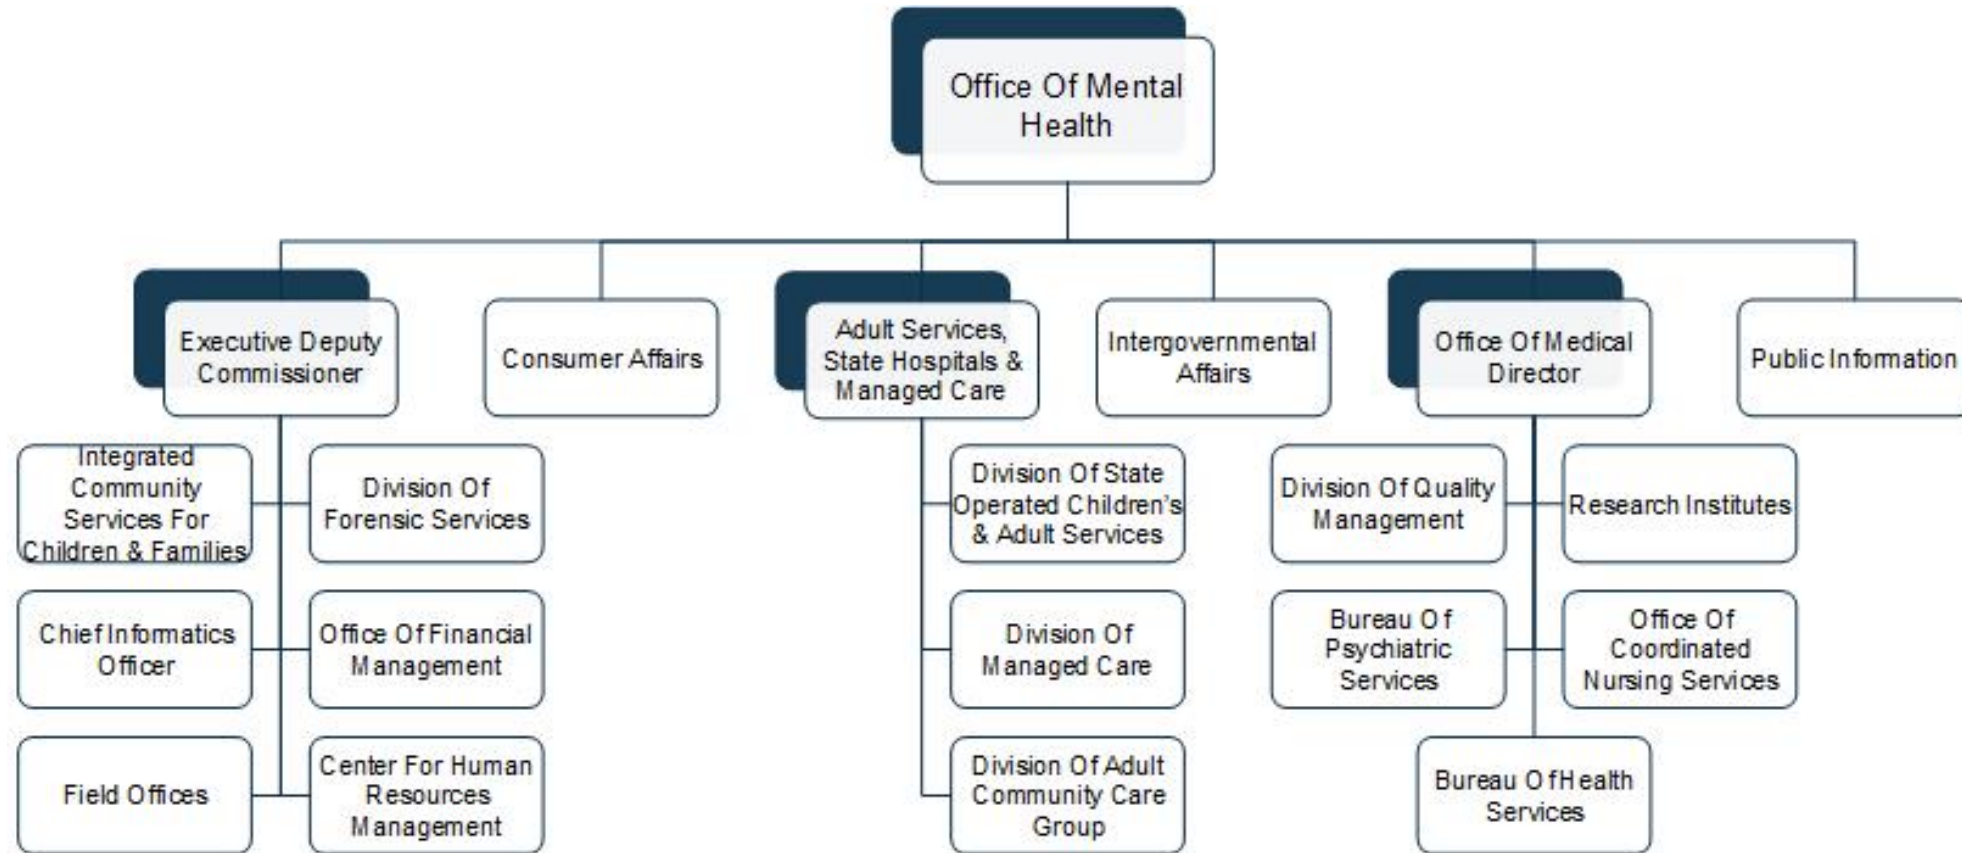 Office Of Mental
Health
Executive Deputy
Commissioner
Consumer Affairs
Adult Services,
State Hospitals &
Managed Care
Intergovernmental
Affairs
Office Of Medical
Director
Public Information
Integrated
Community
Services For
Children & Families
Division Of
Forensic Services
Chief Informatics
Officer
Office Of Financial
Management
Field Offices
Center For Human
Resources
Management
Division Of State
Operated Children's
& Adult Services
Division Of
Managed Care
Division Of Adult
Community Care
Group
Division Of Quality
Management
Research Institutes
Bureau Of
Psychiatric
Services
Office Of
Coordinated
Nursing Services
Bureau Of Health
Services